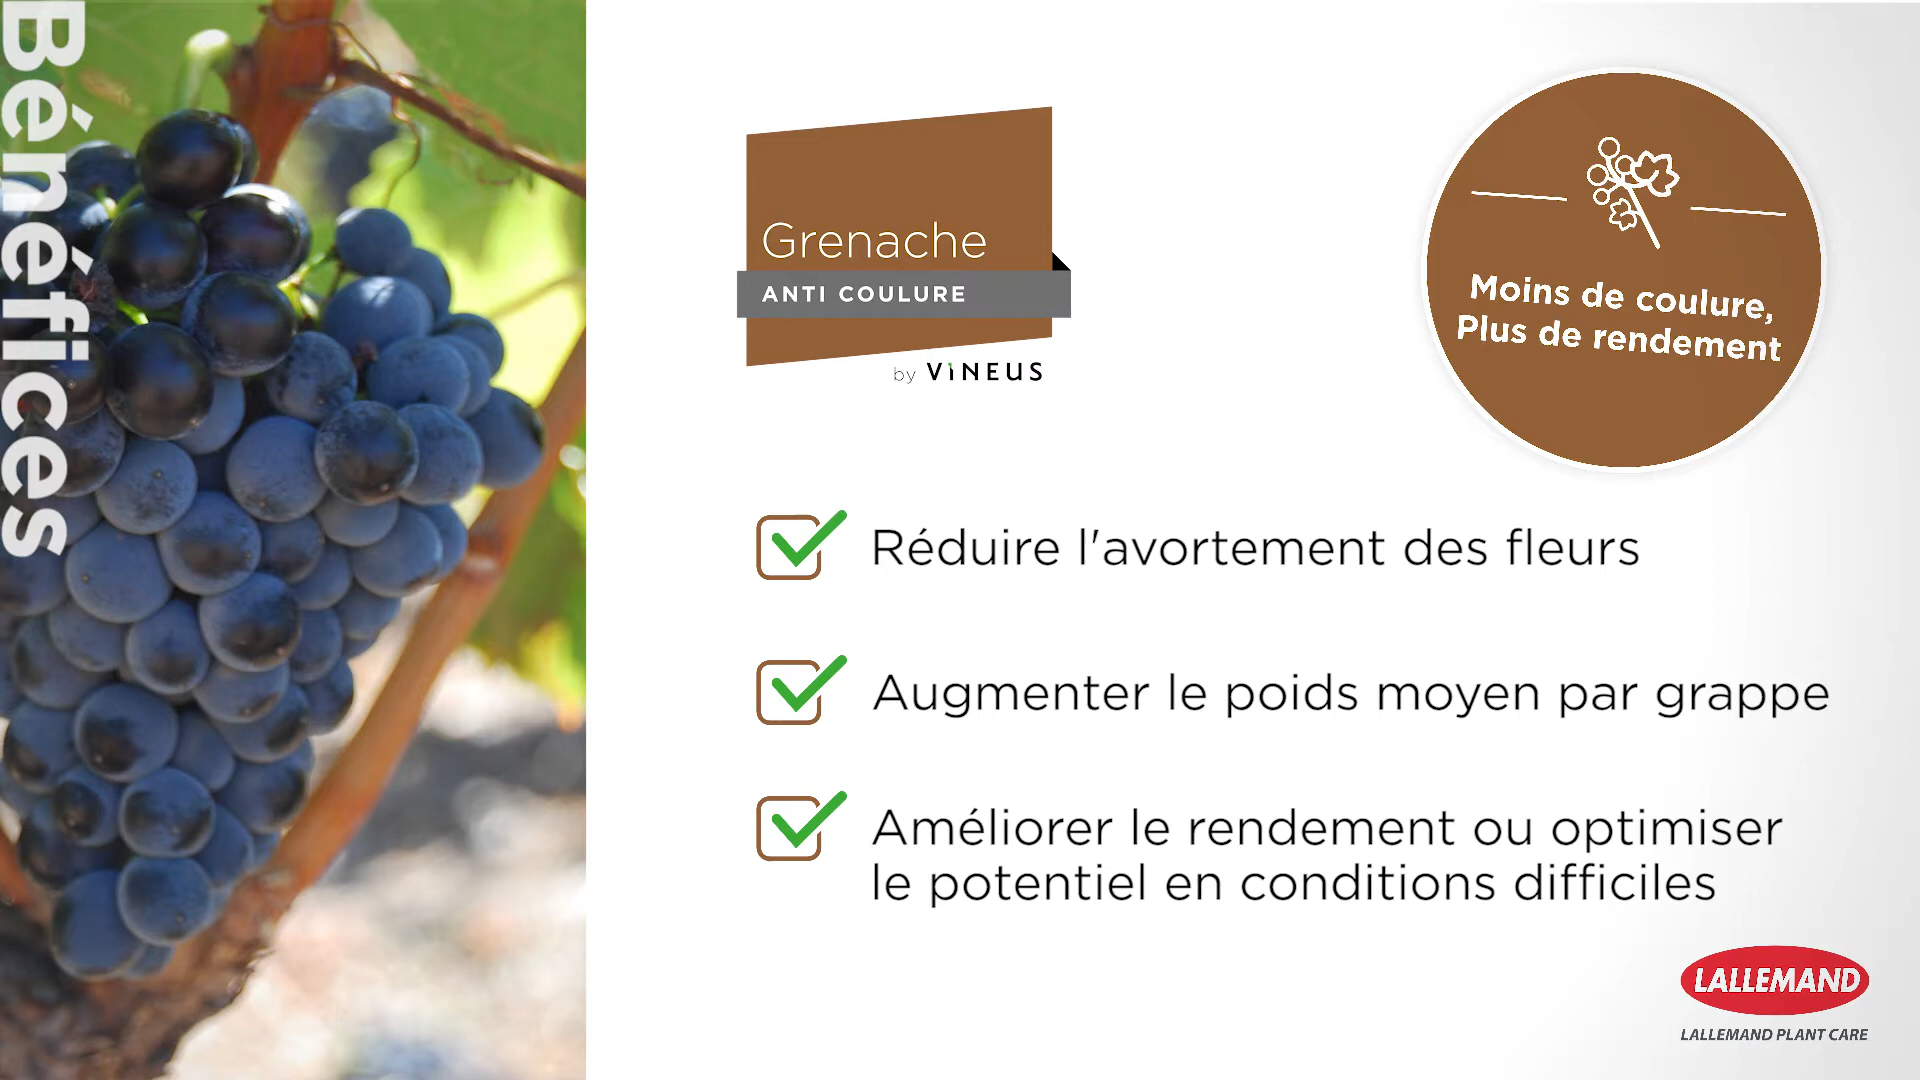 Bénéfices
Grenache
ANTI COULURE
by VINEUS
Moins de coulure,
Plus de rendement
Réduire l'avortement des fleurs
Augmenter le poids moyen par grappe
Améliorer le rendement ou optimiser
le potentiel en conditions difficiles
LALLEMAND
LALLEMAND PLANT CARE